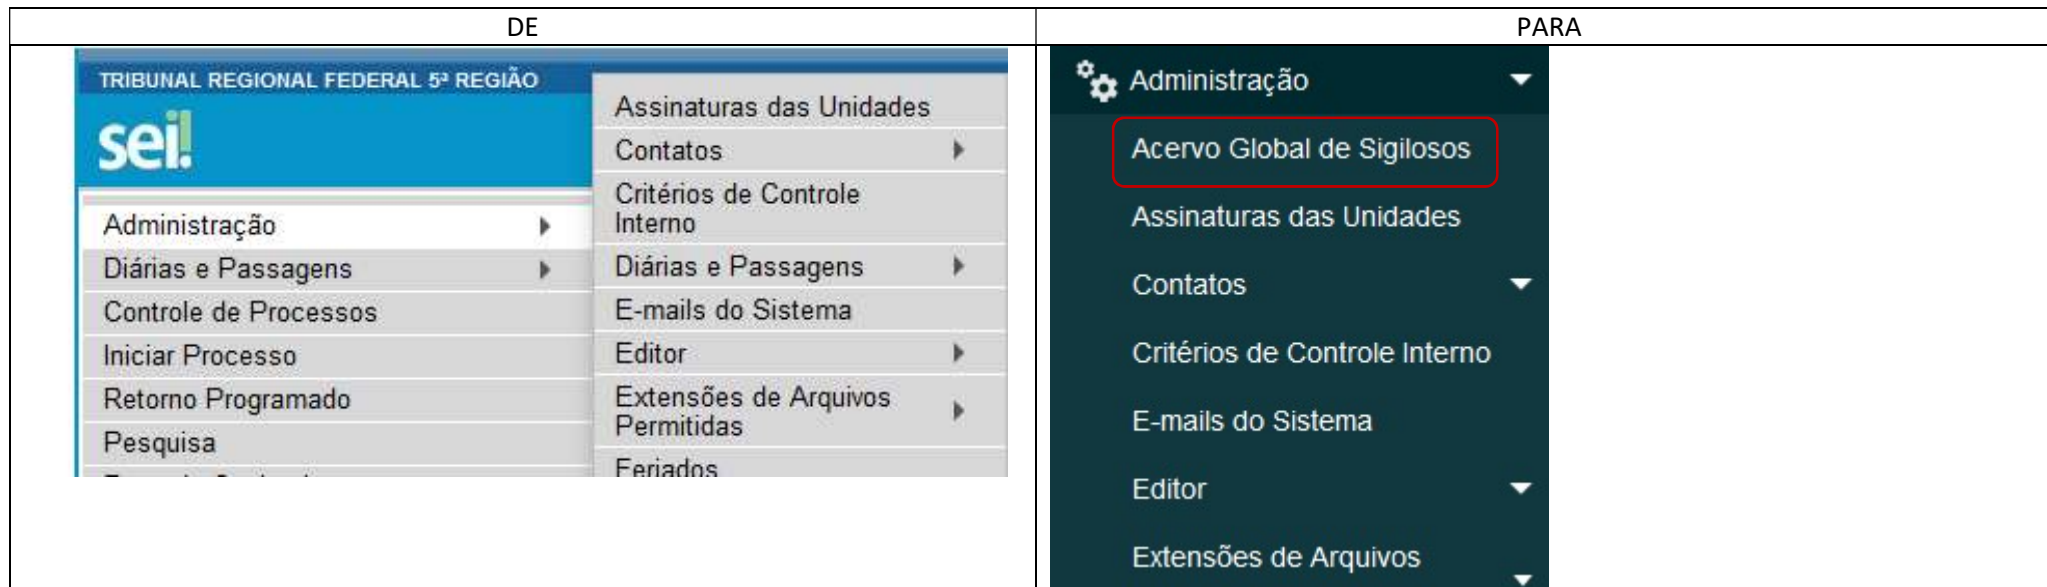 DE
PARA
TRIBUNAL REGIONAL FEDERAL 5ª REGIÃO
sei!
Administração
Diárias e Passagens
Controle de Processos
Iniciar Processo
Retorno Programado
Pesquisa
Assinaturas das Unidades
Contatos
Critérios de Controle
Interno
Diárias e Passagens
E-mails do Sistema
Editor
Extensões de Arquivos
Permitidas
Feriados
Administração
Acervo Global de Sigilosos
Assinaturas das Unidades
Contatos
Critérios de Controle Interno
E-mails do Sistema
Editor
Extensões de Arquivos